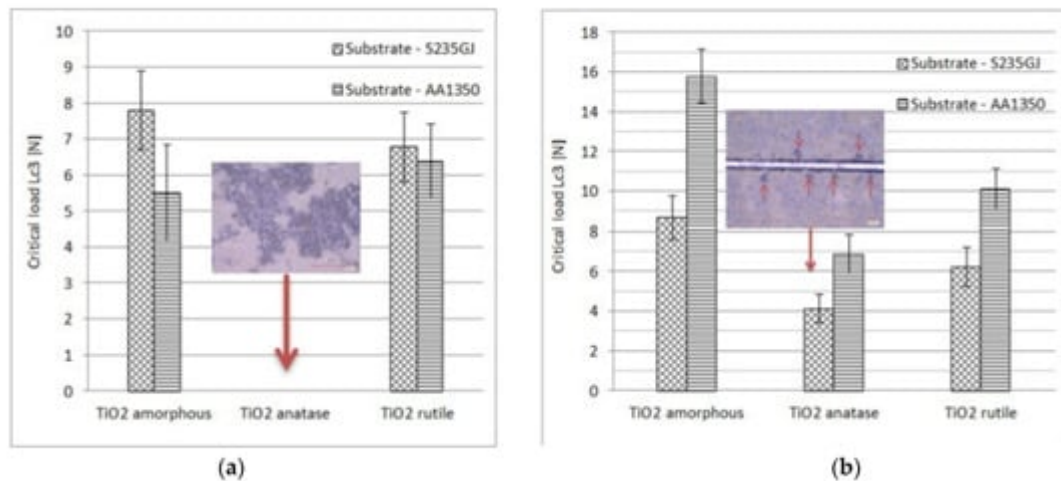 10
9
8
7
6
5
4
3
2
1
0
Critical load Lc3 [N]
Substrate - S235GJ
Substrate - AA1350
TiO2 amorphous
TiO2 anatase
TiO2 rutile
(a)
18
16
14
12
10
8
6
4
2
0
Critical load Lc3 [N]
Substrate - S235GJ
Substrate - AA1350
TiO2 amorphous
TiO2 anatase
TiO2 rutile
(b)